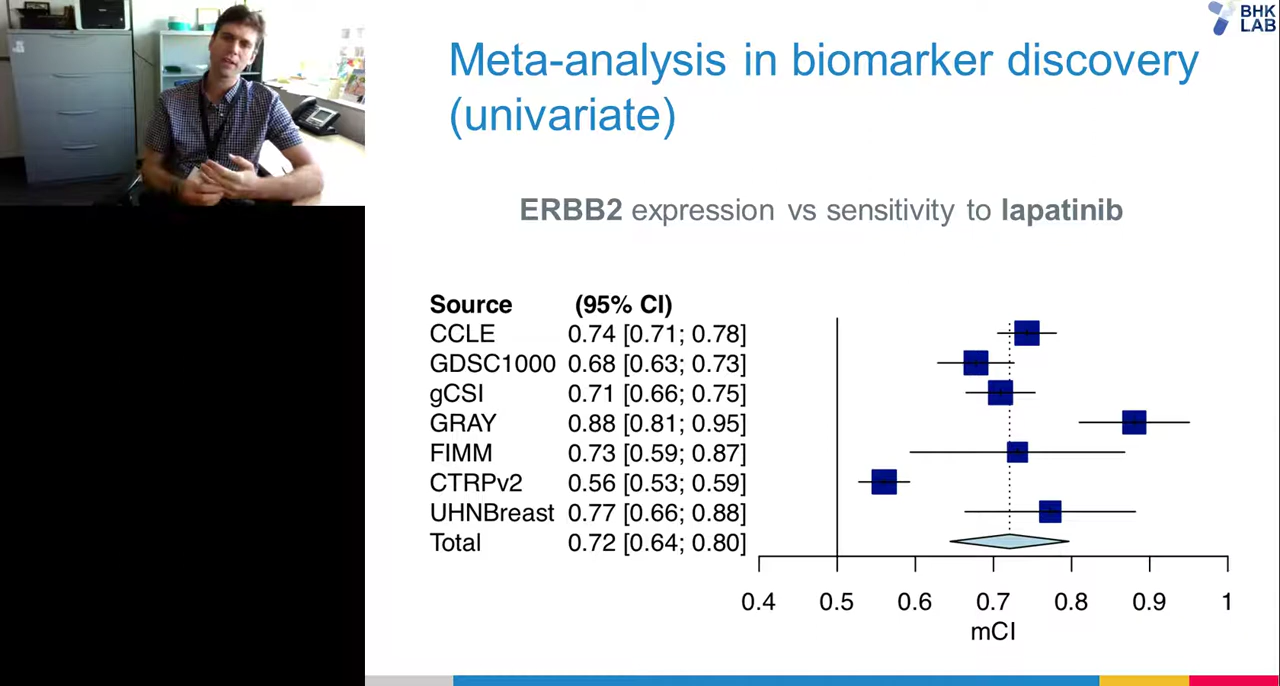 BHK
LAB
Meta-analysis in biomarker discovery
(univariate)
ERBB2 expression vs sensitivity to lapatinib
Source (95% CI)
CCLE 0.74 [0.71; 0.78]
GDSC1000 0.68 [0.63; 0.73]
gCSI 0.71 [0.66; 0.75]
GRAY 0.88 [0.81; 0.95]
FIMM 0.73 [0.59; 0.87]
CTRPv2 0.56 [0.53; 0.59]
UHNBreast 0.77 [0.66; 0.88]
Total 0.72 [0.64; 0.80]
0.4 0.5 0.6 0.7 0.8 0.9 1
mCI